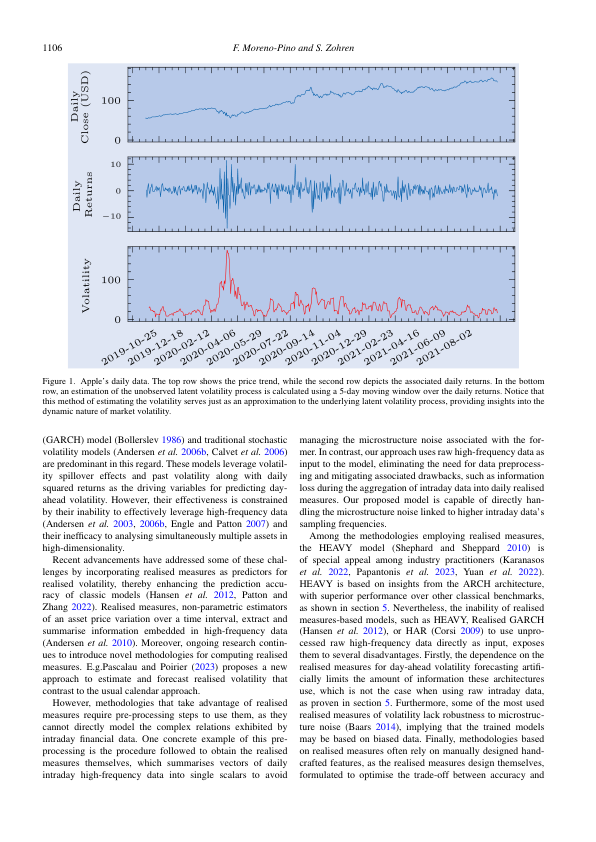 1106
F. Moreno-Pino and S. Zohren
Daily
Close (USD)
100
0
Daily
Returns
10
0
−10
Volatility
100
0
2019-10-25
2019-12-18
2020-02-12
2020-04-06
2020-05-29
2020-07-22
2020-09-14
2020-11-04
2020-12-29
2021-02-23
2021-04-16
2021-06-09
2021-08-02
Figure 1. Apple's daily data. The top row shows the price trend, while the second row depicts the associated daily returns. In the bottom
row, an estimation of the unobserved latent volatility process is calculated using a 5-day moving window over the daily returns. Notice that
this method of estimating the volatility serves just as an approximation to the underlying latent volatility process, providing insights into the
dynamic nature of market volatility.
(GARCH) model (Bollerslev 1986) and traditional stochastic
volatility models (Andersen et al. 2006b, Calvet et al. 2006)
are predominant in this regard. These models leverage volatil-
ity spillover effects and past volatility along with daily
squared returns as the driving variables for predicting day-
ahead volatility. However, their effectiveness is constrained
by their inability to effectively leverage high-frequency data
(Andersen et al. 2003, 2006b, Engle and Patton 2007) and
their inefficacy to analysing simultaneously multiple assets in
high-dimensionality.
Recent advancements have addressed some of these chal-
lenges by incorporating realised measures as predictors for
realised volatility, thereby enhancing the prediction accu-
racy of classic models (Hansen et al. 2012, Patton and
Zhang 2022). Realised measures, non-parametric estimators
of an asset price variation over a time interval, extract and
summarise information embedded in high-frequency data
(Andersen et al. 2010). Moreover, ongoing research contin-
ues to introduce novel methodologies for computing realised
measures. E.g.Pascalau and Poirier (2023) proposes a new
approach to estimate and forecast realised volatility that
contrast to the usual calendar approach.
However, methodologies that take advantage of realised
measures require pre-processing steps to use them, as they
cannot directly model the complex relations exhibited by
intraday financial data. One concrete example of this pre-
processing is the procedure followed to obtain the realised
measures themselves, which summarises vectors of daily
intraday high-frequency data into single scalars to avoid
managing the microstructure noise associated with the for-
mer. In contrast, our approach uses raw high-frequency data as
input to the model, eliminating the need for data preprocess-
ing and mitigating associated drawbacks, such as information
loss during the aggregation of intraday data into daily realised
measures. Our proposed model is capable of directly han-
dling the microstructure noise linked to higher intraday data's
sampling frequencies.
Among the methodologies employing realised measures,
the HEAVY model (Shephard and Sheppard 2010) is
of special appeal among industry practitioners (Karanasos
et al. 2022, Papantonis et al. 2023, Yuan et al. 2022).
HEAVY is based on insights from the ARCH architecture,
with superior performance over other classical benchmarks,
as shown in section 5. Nevertheless, the inability of realised
measures-based models, such as HEAVY, Realised GARCH
(Hansen et al. 2012), or HAR (Corsi 2009) to use unpro-
cessed raw high-frequency data directly as input, exposes
them to several disadvantages. Firstly, the dependence on the
realised measures for day-ahead volatility forecasting artifi-
cially limits the amount of information these architectures
use, which is not the case when using raw intraday data,
as proven in section 5. Furthermore, some of the most used
realised measures of volatility lack robustness to microstruc-
ture noise (Baars 2014), implying that the trained models
may be based on biased data. Finally, methodologies based
on realised measures often rely on manually designed hand-
crafted features, as the realised measures design themselves,
formulated to optimise the trade-off between accuracy and